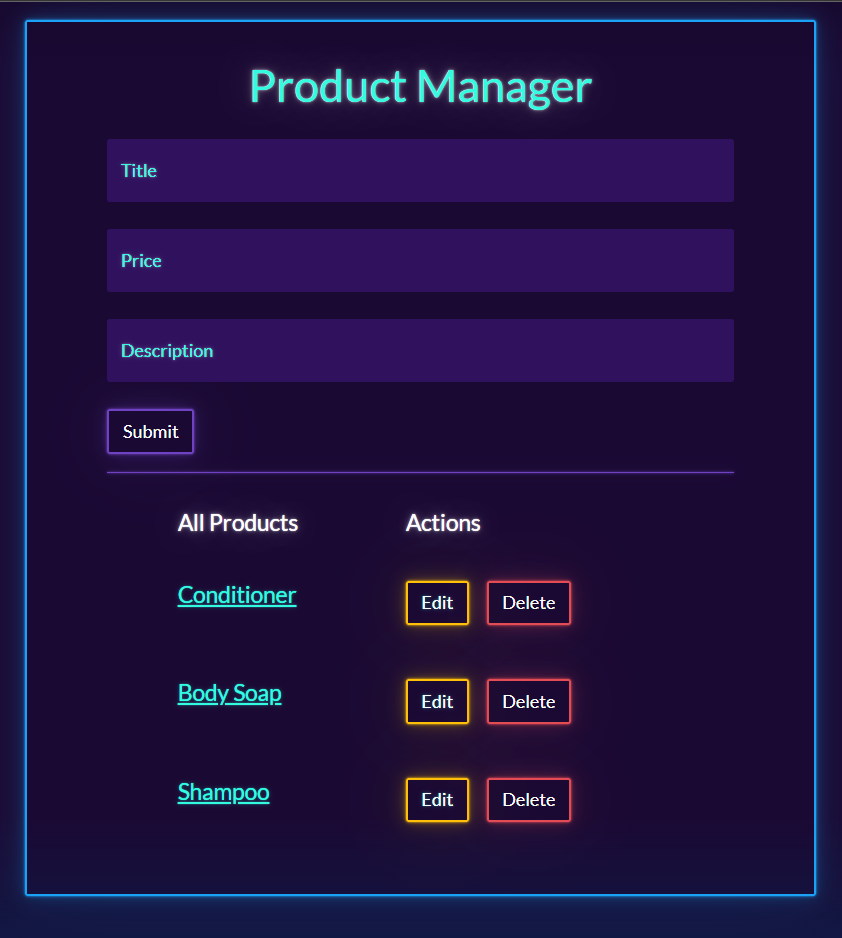 Product Manager
Title
Price
Description
Submit
All Products Actions
Conditioner Edit Delete
Body Soap Edit Delete
Shampoo Edit Delete